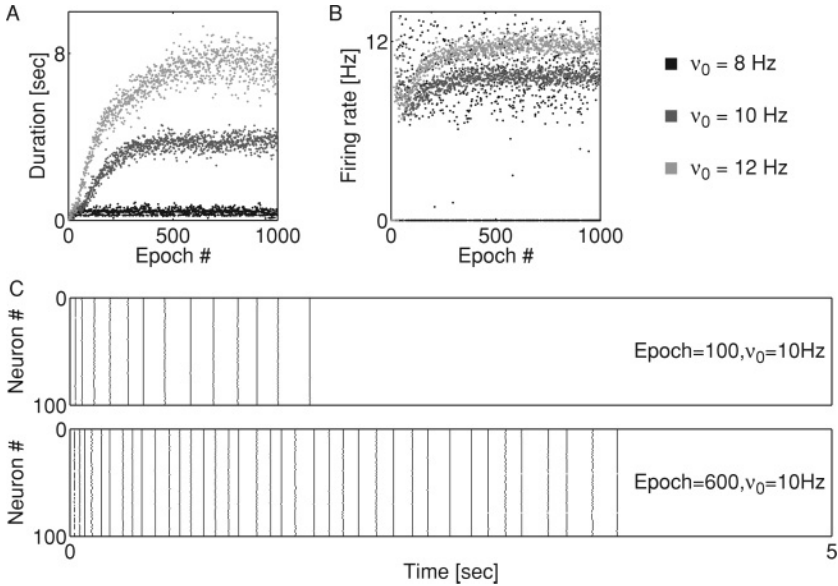 A
Duration [sec]
8
0
0 500 1000
Epoch #
B
Firing rate [Hz]
12
0
0 500 1000
Epoch #
ν0 = 8 Hz
ν0 = 10 Hz
ν0 = 12 Hz
C
Neuron #
0
100
Epoch=100,ν0=10Hz
Neuron #
0
100
Epoch=600,ν0=10Hz
0 5
Time [sec]